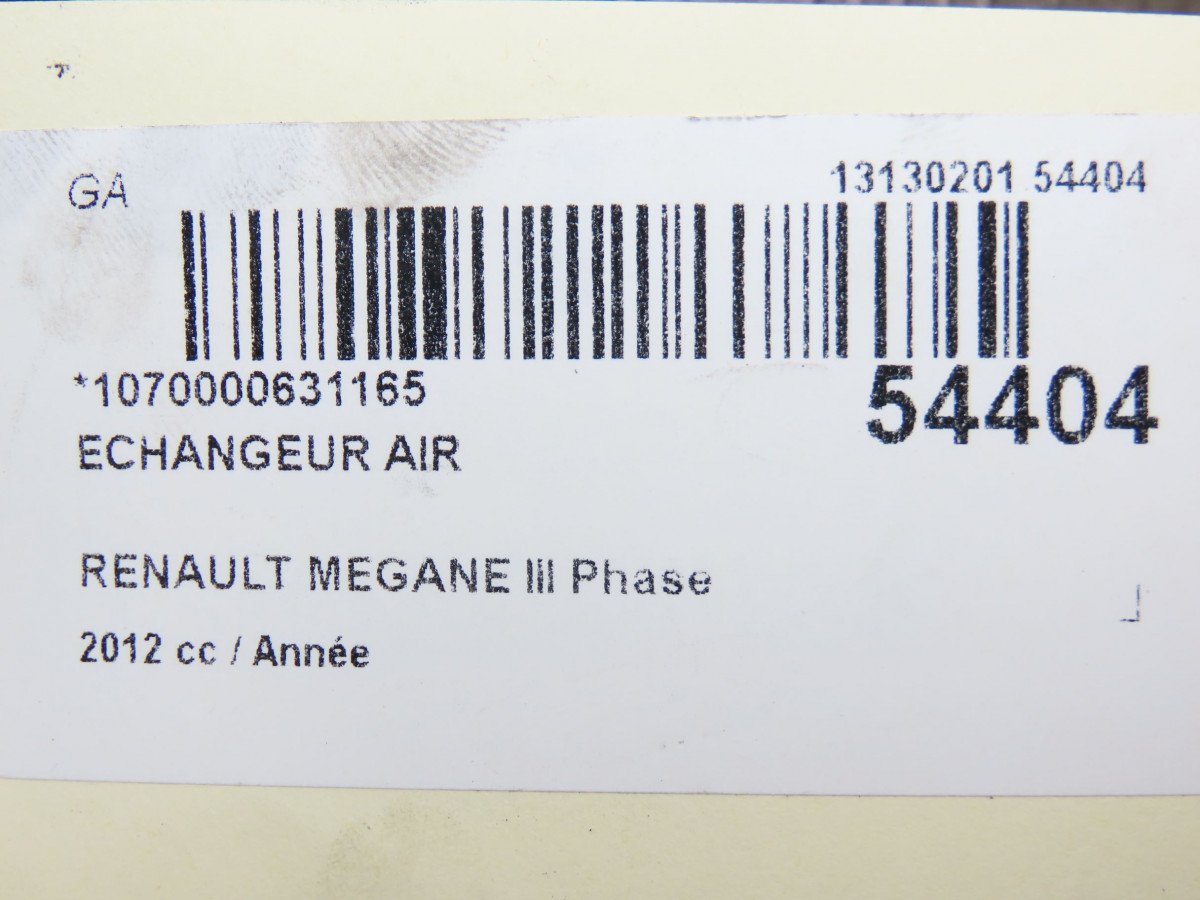 GA
13130201 54404
*1070000631165
54404
ECHANGEUR AIR
RENAULT MEGANE III Phase
2012 cc / Année